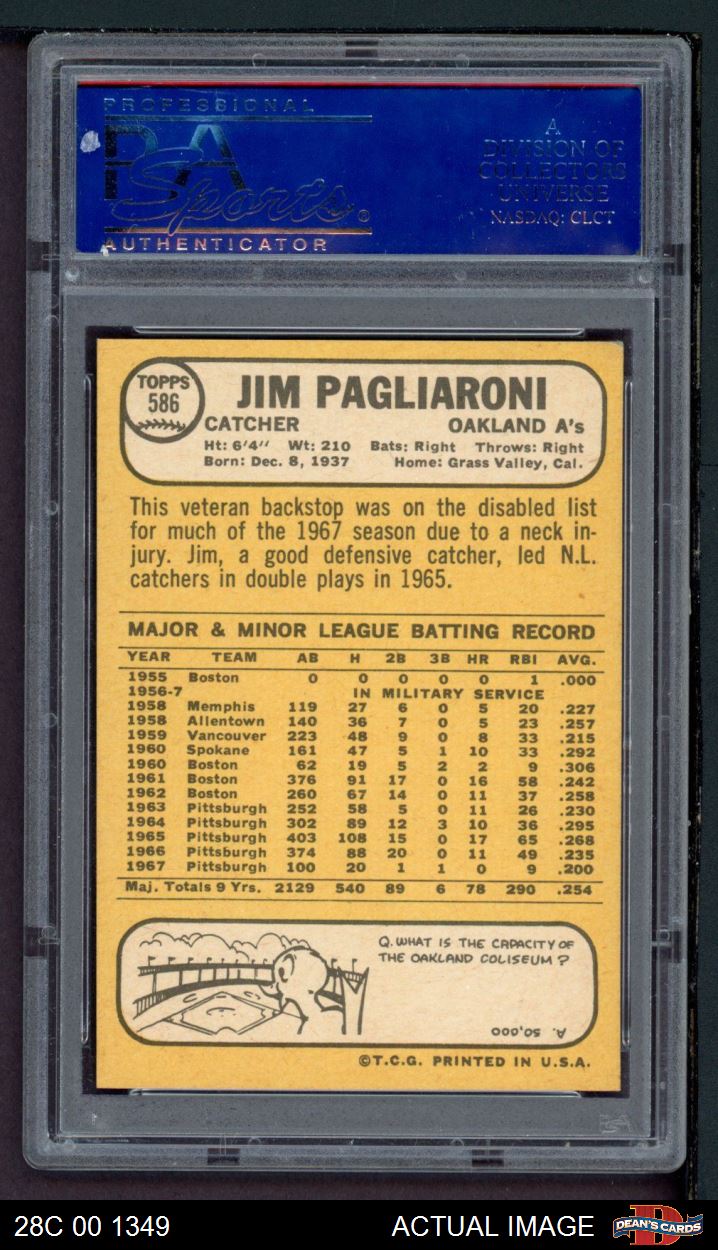 PROFESSIONAL
PSA
Sports®
AUTHENTICATOR
A
DIVISION OF
COLLECTORS
UNIVERSE
NASDAQ: CLCT
TOPPS
586
JIM PAGLIARONI
CATCHER OAKLAND A's
Ht: 6'4" Wt: 210 Bats: Right Throws: Right
Born: Dec. 8, 1937 Home: Grass Valley, Cal.
This veteran backstop was on the disabled list
for much of the 1967 season due to a neck in-
jury. Jim, a good defensive catcher, led N.L.
catchers in double plays in 1965.
MAJOR & MINOR LEAGUE BATTING RECORD
YEAR TEAM AB H 2B 3B HR RBI AVG.
1955 Boston 0 0 0 0 0 1 .000
1956-7 IN MILITARY SERVICE
1958 Memphis 119 27 6 0 5 20 .227
1958 Allentown 140 36 7 0 5 23 .257
1959 Vancouver 223 48 9 0 8 33 .215
1960 Spokane 161 47 5 1 10 33 .292
1960 Boston 62 19 5 2 2 9 .306
1961 Boston 376 91 17 0 16 58 .242
1962 Boston 260 67 14 0 11 37 .258
1963 Pittsburgh 252 58 5 0 11 26 .230
1964 Pittsburgh 302 89 12 3 10 36 .295
1965 Pittsburgh 403 108 15 0 17 65 .268
1966 Pittsburgh 374 88 20 0 11 49 .235
1967 Pittsburgh 100 20 1 1 0 9 .200
Maj. Totals 9 Yrs. 2129 540 89 6 78 290 .254
Q. WHAT IS THE CAPACITY OF
THE OAKLAND COLISEUM?
A. 50,000
©T.C.G. PRINTED IN U.S.A.
PSA
28C 00 1349 ACTUAL IMAGE DEAN'S CARDS